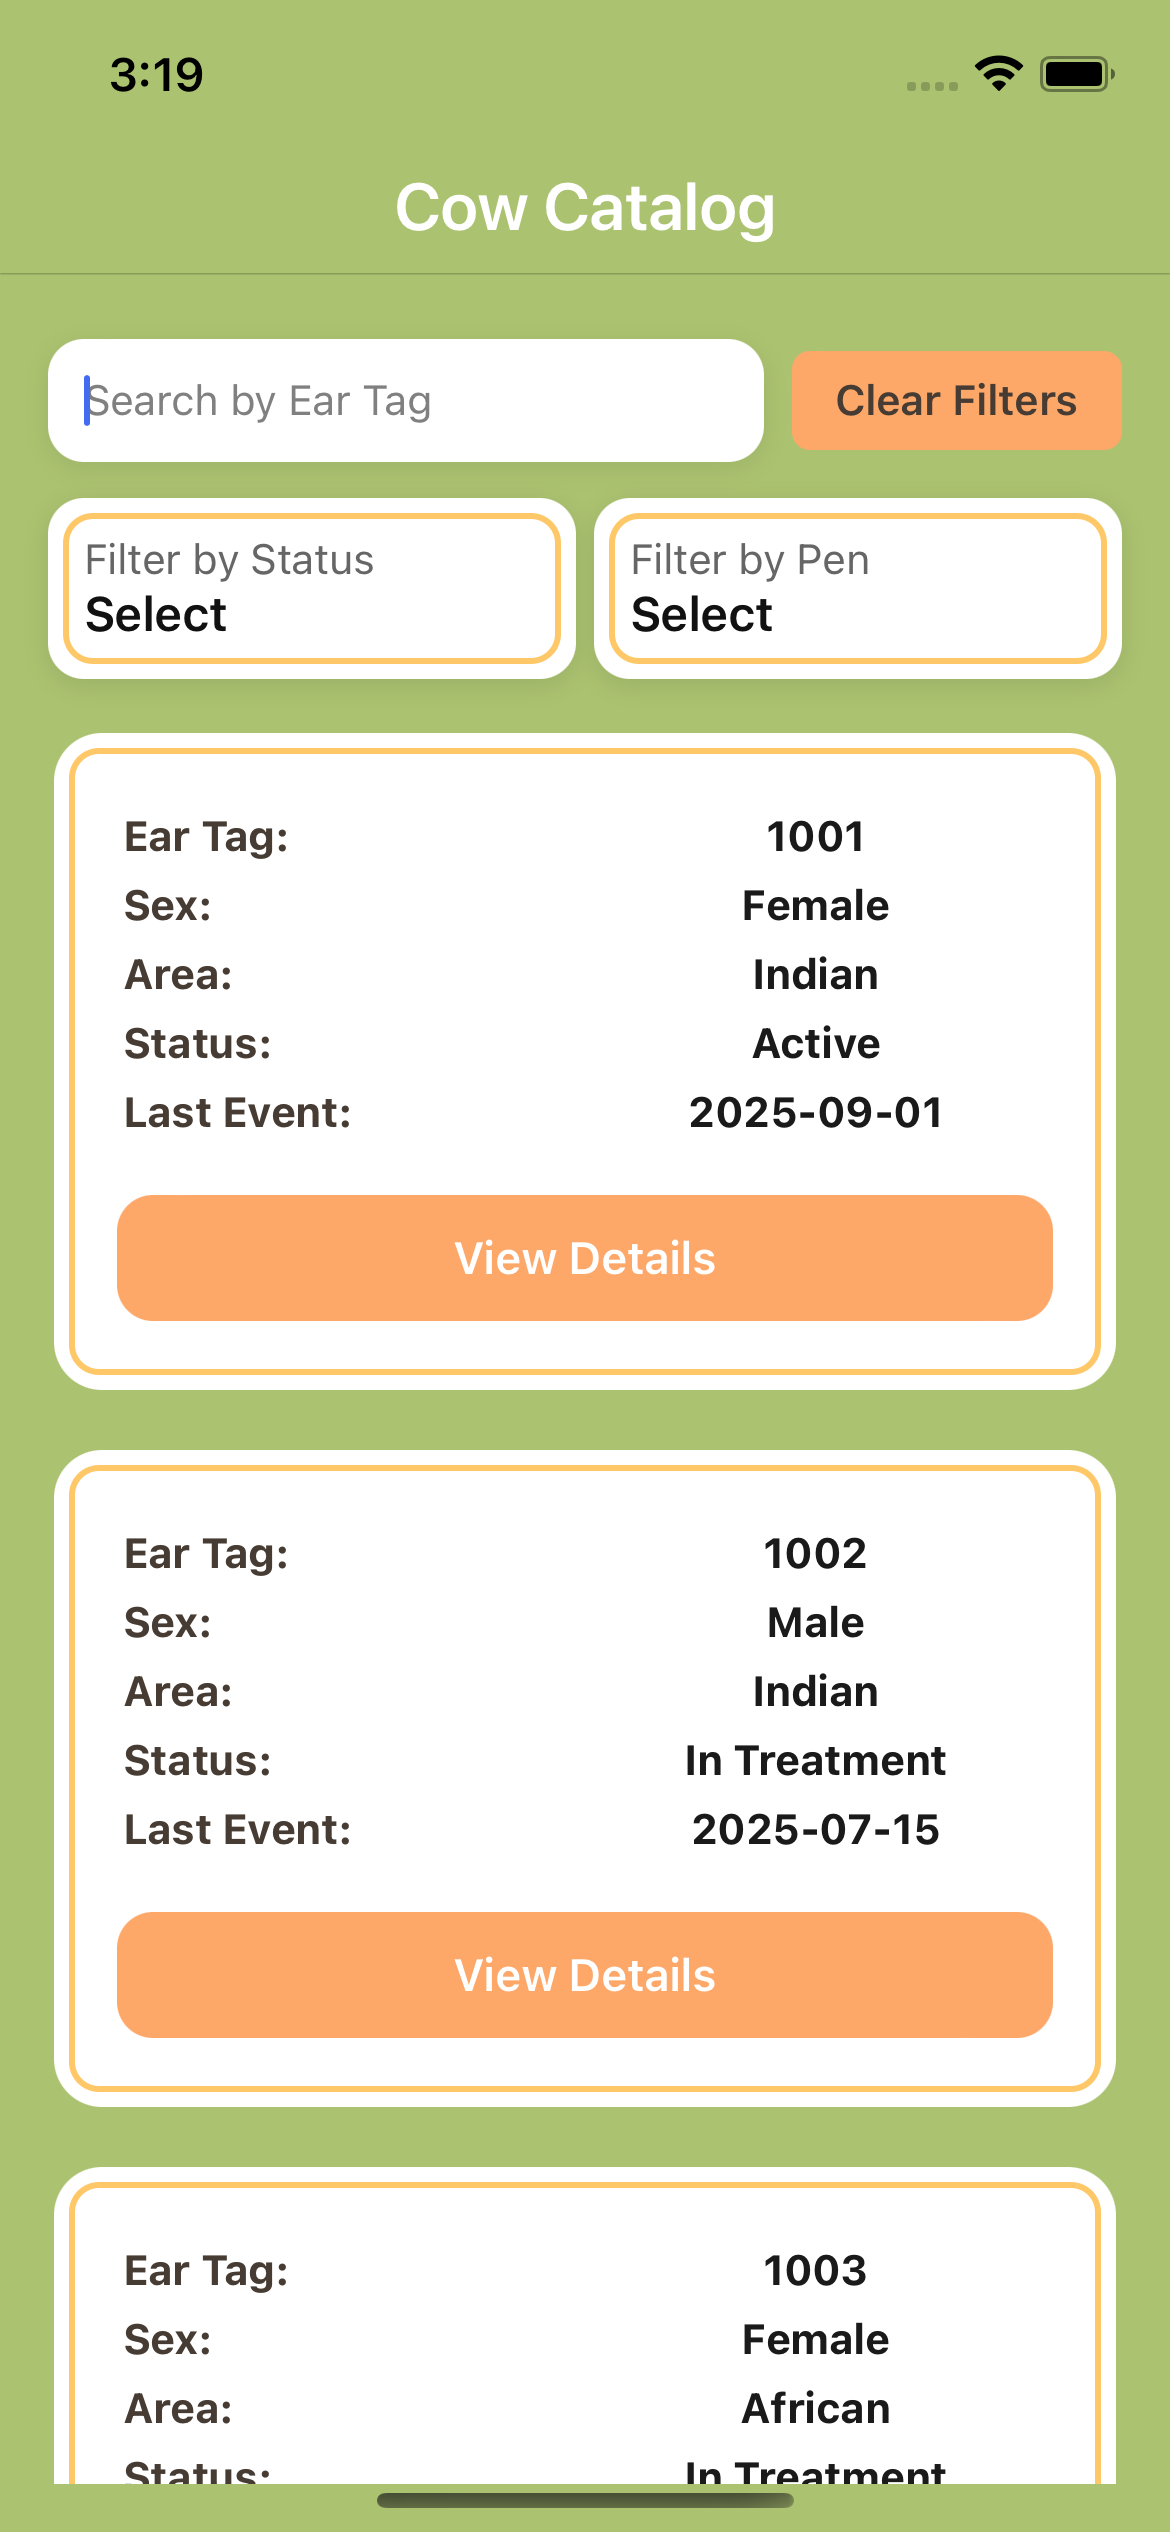 3:19
Cow Catalog
Search by Ear Tag
Clear Filters
Filter by Status
Select
Filter by Pen
Select
Ear Tag: 1001
Sex: Female
Area: Indian
Status: Active
Last Event: 2025-09-01
View Details
Ear Tag: 1002
Sex: Male
Area: Indian
Status: In Treatment
Last Event: 2025-07-15
View Details
Ear Tag: 1003
Sex: Female
Area: African
Status: In Treatment